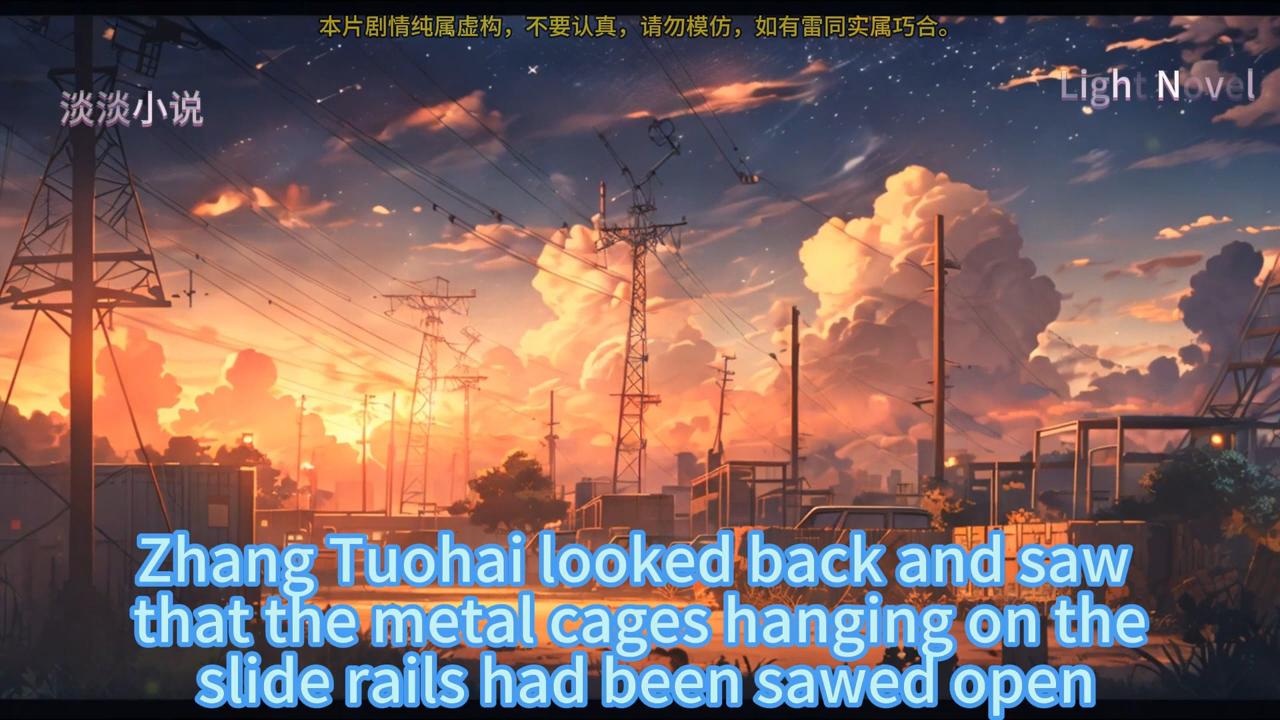 本片剧情纯属虚构，不要认真，请勿模仿，如有雷同实属巧合。
淡淡小说
Light Novel
Zhang Tuohai looked back and saw
that the metal cages hanging on the
slide rails had been sawed open